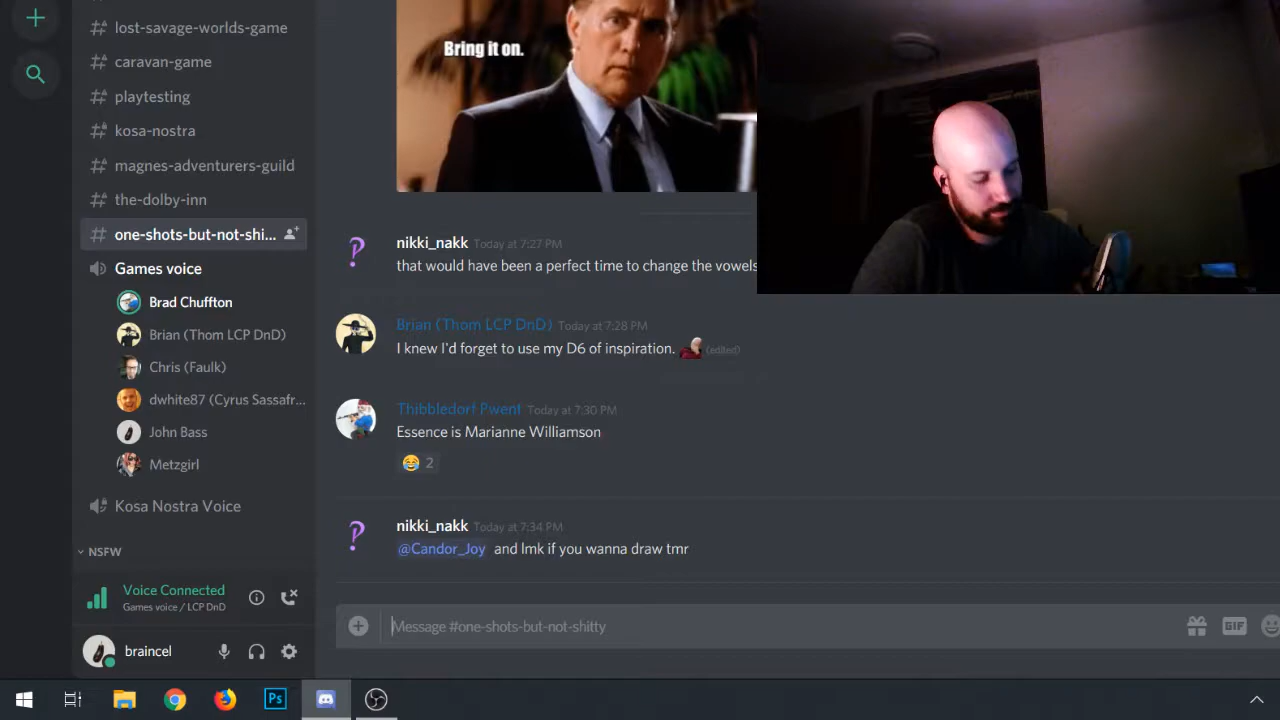 lost-savage-worlds-game
caravan-game
playtesting
kosa-nostra
magnes-adventurers-guild
the-dolby-inn
one-shots-but-not-shi...
Games voice
Brad Chuffton
Brian (Thom LCP DnD)
Chris (Faulk)
dwhite87 (Cyrus Sassafr...
John Bass
Metzgirl
Kosa Nostra Voice
NSFW
Voice Connected
Games voice / LCP DnD
braincel
Bring it on.
nikki_nakk Today at 7:27 PM
that would have been a perfect time to change the vowels
Brian (Thom LCP DnD) Today at 7:28 PM
I knew I'd forget to use my D6 of inspiration. (edited)
Thibbledorf Pwent Today at 7:30 PM
Essence is Marianne Williamson
2
nikki_nakk Today at 7:34 PM
@Candor_Joy and lmk if you wanna draw tmr
Message #one-shots-but-not-shitty
GIF
Ps